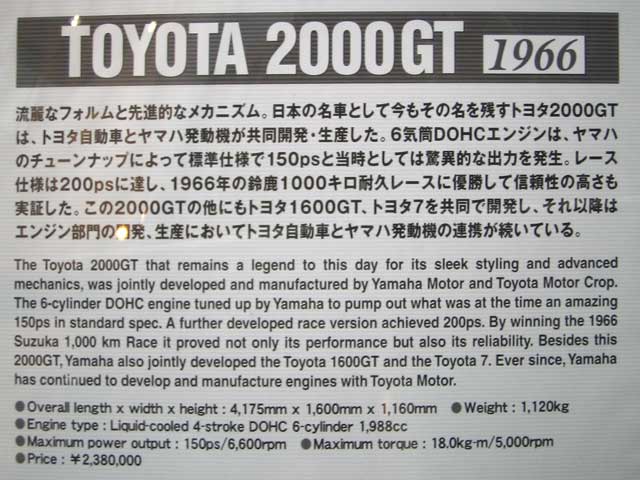 TOYOTA 2000GT 1966
流麗なフォルムと先進的なメカニズム。日本の名車として今もその名を残すトヨタ2000GT
は、トヨタ自動車とヤマハ発動機が共同開発・生産した。6気筒DOHCエンジンは、ヤマハ
のチューンナップによって標準仕様で150psと当時としては驚異的な出力を発生。レース
仕様は200psに達し、1966年の鈴鹿1000キロ耐久レースに優勝して信頼性の高さも
実証した。この2000GTの他にもトヨタ1600GT、トヨタ7を共同で開発し、それ以降は
エンジン部門の発、生産においてトヨタ自動車とヤマハ発動機の連携が続いている。
The Toyota 2000GT that remains a legend to this day for its sleek styling and advanced
mechanics, was jointly developed and manufactured by Yamaha Motor and Toyota Motor Crop.
The 6-cylinder DOHC engine tuned up by Yamaha to pump out what was at the time an amazing
150ps in standard spec. A further developed race version achieved 200ps. By winning the 1966
Suzuka 1,000 km Race it proved not only its performance but also its reliability. Besides this
2000GT, Yamaha also jointly developed the Toyota 1600GT and the Toyota 7. Ever since, Yamaha
has continued to develop and manufacture engines with Toyota Motor.
●Overall length x width x height : 4,175mm x 1,600mm x 1,160mm ●Weight : 1,120kg
●Engine type : Liquid-cooled 4-stroke DOHC 6-cylinder 1,988cc
●Maximum power output : 150ps/6,600rpm ●Maximum torque : 18.0kg-m/5,000rpm
●Price : ¥2,380,000